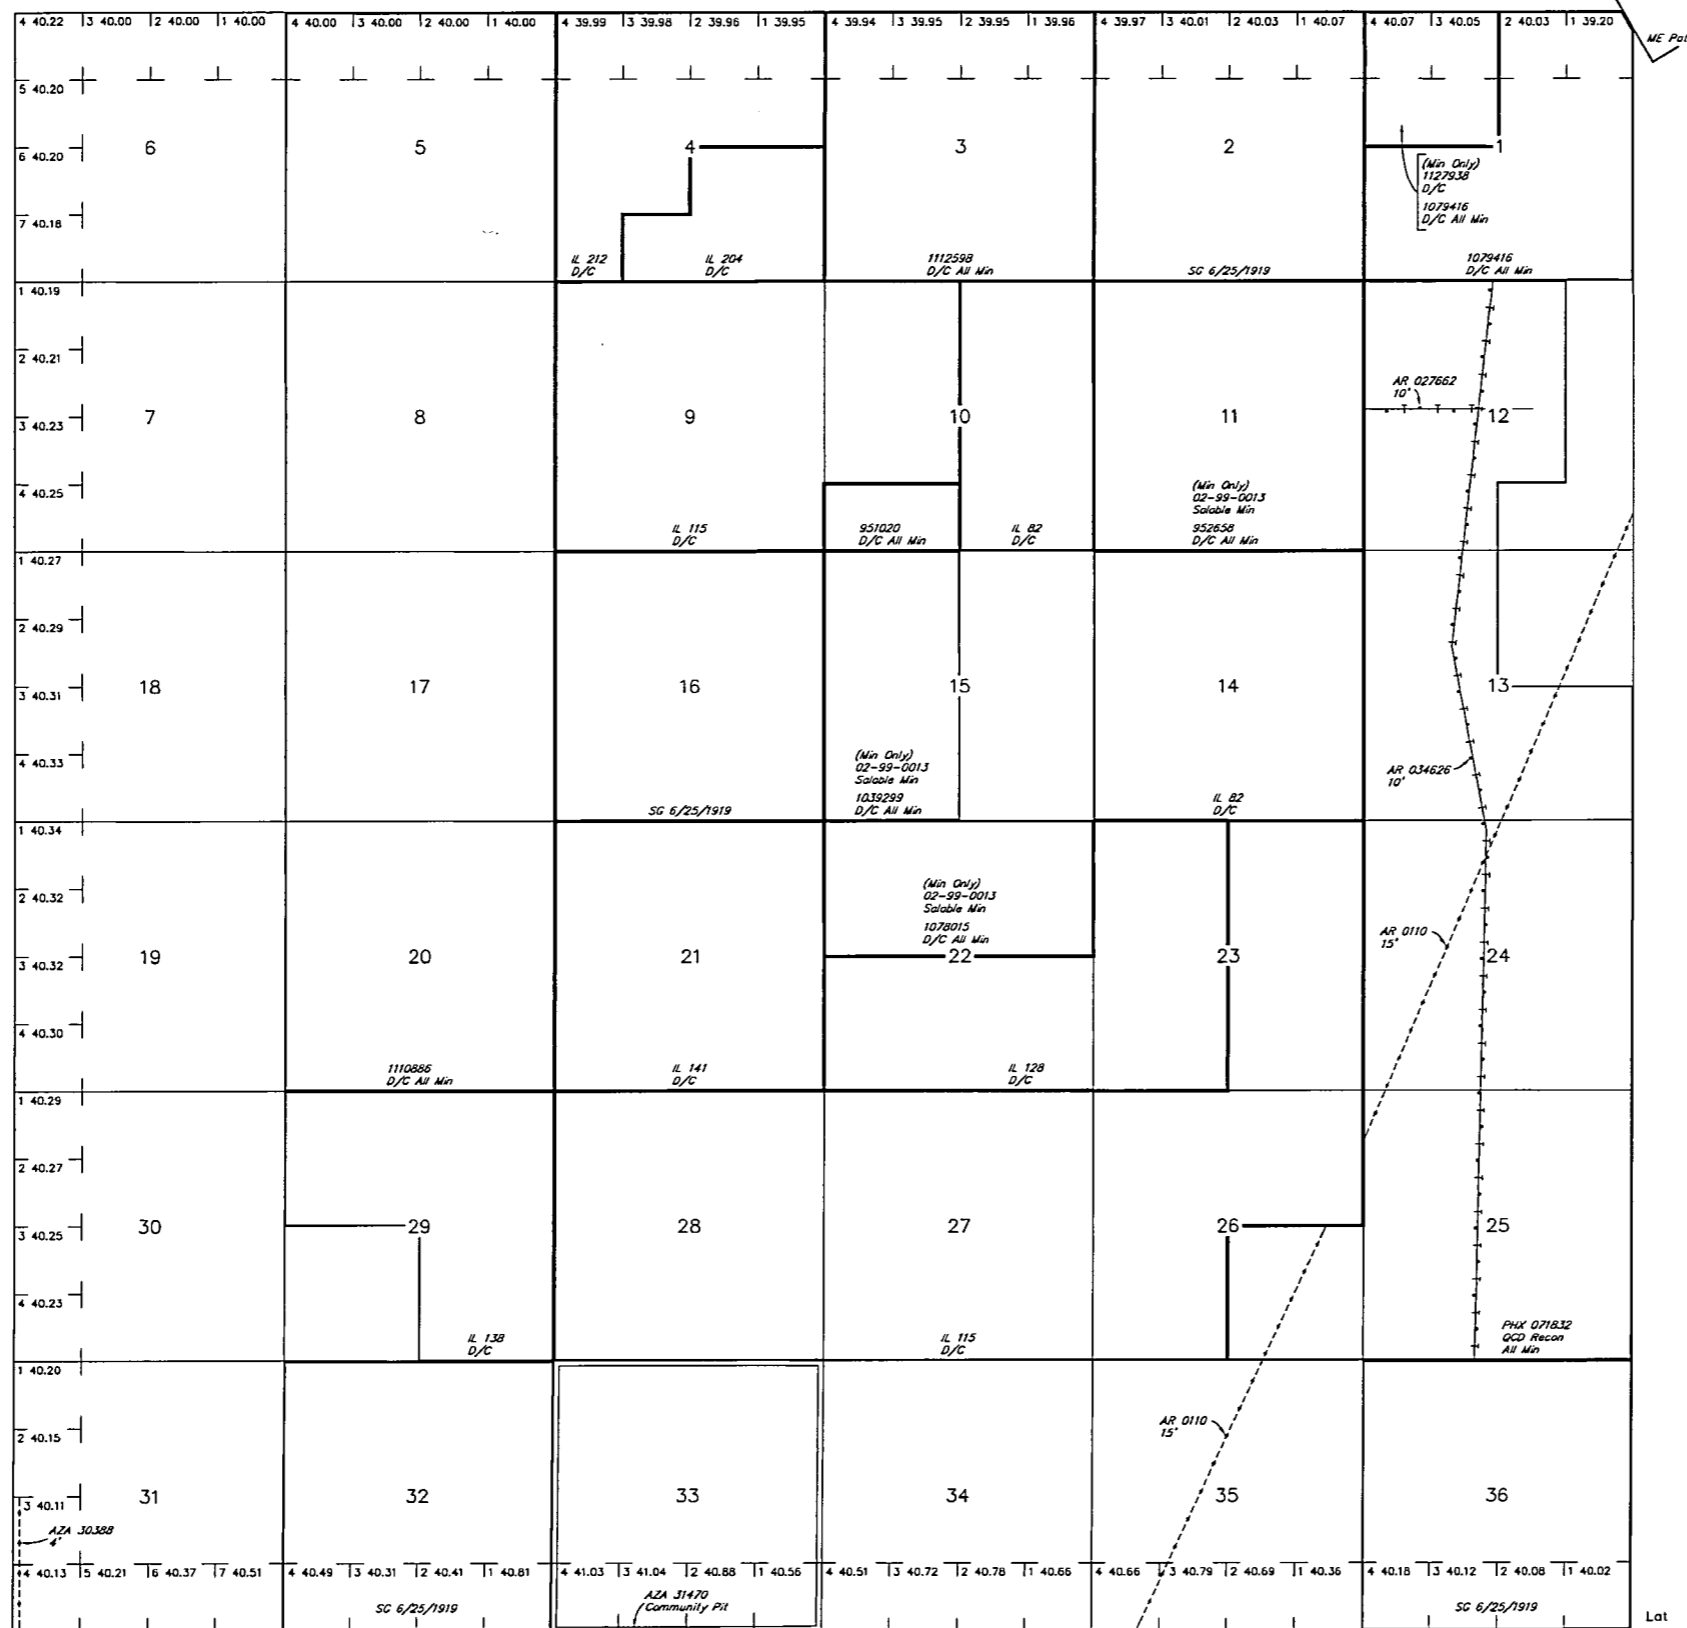 4 40.22 3 40.00 2 40.00 1 40.00 4 40.00 3 40.00 2 40.00 1 40.00 4 39.99 3 39.98 2 39.96 1 39.95 4 39.94 3 39.95 2 39.95 1 39.96 4 39.97 3 40.01 2 40.03 1 40.07 4 40.07 3 40.05 2 40.03 1 39.20
ME Pat
5 40.20
6 40.20 6 5 4 3 2 1
(Min Only)
1127938
D/C
1079416
D/C All Min
7 40.18
IL 212
D/C
IL 204
D/C
1112598
D/C All Min
SG 6/25/1919
1079416
D/C All Min
1 40.19
2 40.21
AR 027662
10"
3 40.23 7 8 9 10 11 12
4 40.25
(Min Only)
02-99-0013
Salable Min
952658
D/C All Min
IL 115
D/C
951020
D/C All Min
IL 82
D/C
1 40.27
2 40.29
3 40.31 18 17 16 15 14 13
4 40.33
(Min Only)
02-99-0013
Salable Min
1039299
D/C All Min
AR 034626
10"
SG 6/25/1919
IL 82
D/C
1 40.34
2 40.32
(Min Only)
02-99-0013
Salable Min
1078015
D/C All Min
AR 0110
15"
3 40.32 19 20 21 22 23 24
4 40.30
1110886
D/C All Min
IL 141
D/C
IL 128
D/C
1 40.29
2 40.27
3 40.25 30 29 28 27 26 25
4 40.23
IL 138
D/C
IL 115
D/C
PHX 071832
QCD Recon
All Min
1 40.20
2 40.15
AR 0110
15"
3 40.11 31 32 33 34 35 36
AZA 30388
4"
4 40.13 5 40.21 6 40.37 7 40.51 4 40.49 3 40.31 2 40.41 1 40.81 4 41.03 3 41.04 2 40.88 1 40.56 4 40.51 3 40.72 2 40.78 1 40.66 4 40.66 3 40.79 2 40.69 1 40.36 4 40.18 3 40.12 2 40.08 1 40.02
SG 6/25/1919
AZA 31470
Community Pit
SG 6/25/1919
Lat